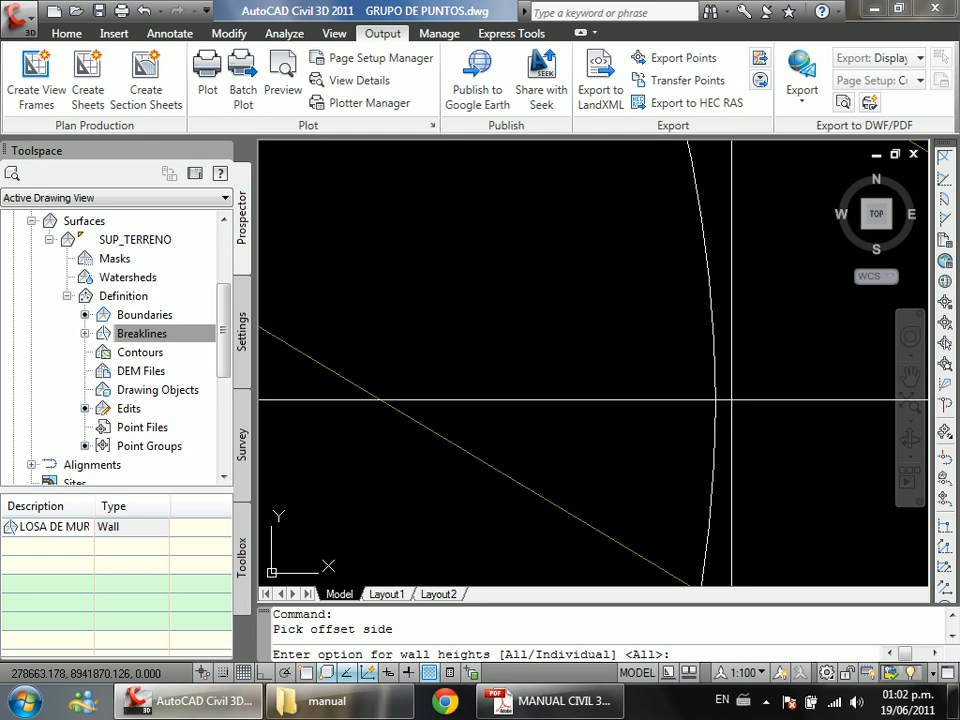 AutoCAD Civil 3D 2011 GRUPO DE PUNTOS.dwg
Type a keyword or phrase
3D
Home Insert Annotate Modify Analyze View Output Manage Express Tools
Create View Frames
Create Sheets
Create Section Sheets
Plan Production
Plot
Batch Plot
Preview
Page Setup Manager
View Details
Plotter Manager
Plot
Publish to Google Earth
Share with Seek
Publish
SEEK
Export to LandXML
Export Points
Transfer Points
Export to HEC RAS
Export
Export
Export: Display
Page Setup: C
Export to DWF/PDF
Toolspace
Active Drawing View
Surfaces
SUP_TERRENO
Masks
Watersheds
Definition
Boundaries
Breaklines
Contours
DEM Files
Drawing Objects
Edits
Point Files
Point Groups
Alignments
Sites
Prospector
Settings
Survey
Toolbox
Description Type
LOSA DE MUR Wall
N
W TOP E
S
WCS
Y
X
Model Layout1 Layout2
Command:
Pick offset side
Enter option for wall heights [All/Individual] <All>:
278663.178, 8941870.126, 0.000
MODEL
1:100
AutoCAD Civil 3D...
manual
MANUAL CIVIL 3...
PDF
EN
01:02 p.m.
19/06/2011